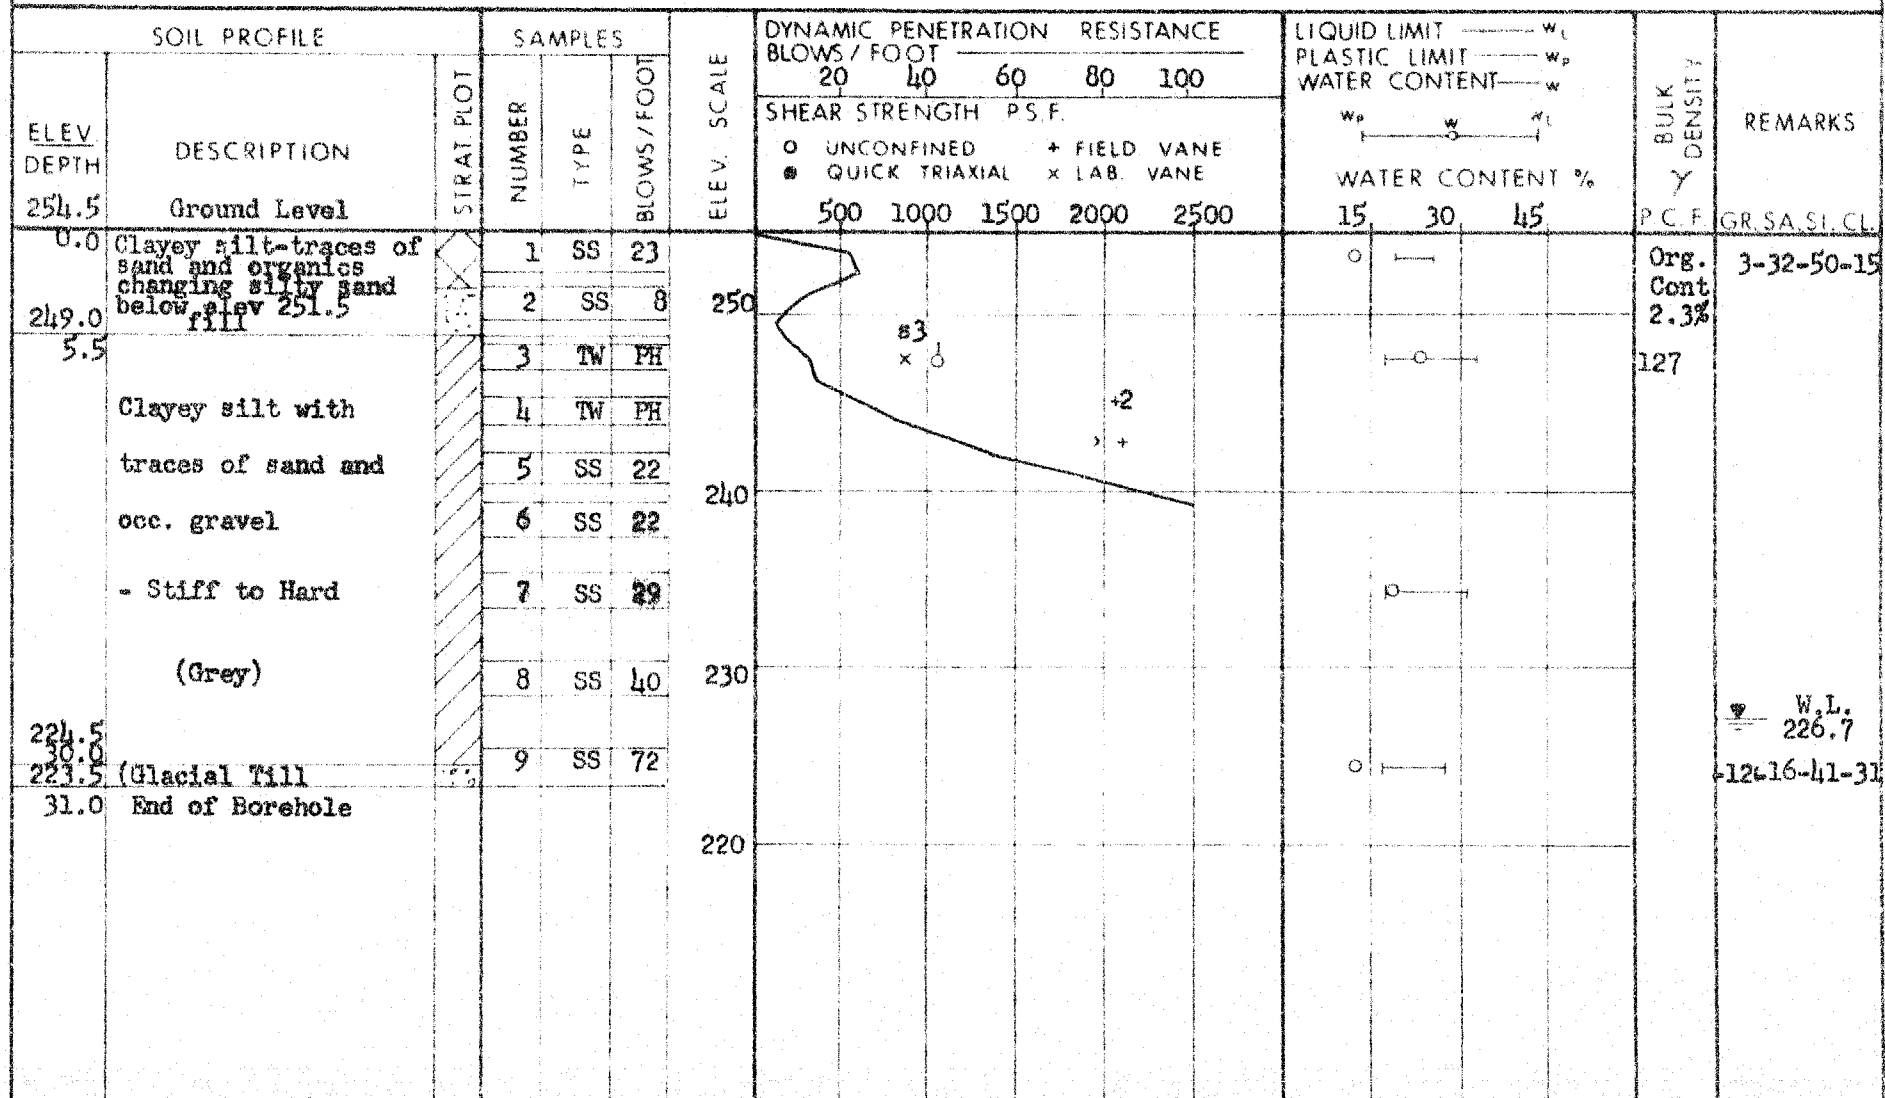 SOIL PROFILE
SAMPLES
ELEV.
DEPTH
DESCRIPTION
STRAT PLOT
NUMBER
TYPE
BLOWS / FOOT
ELEV. SCALE
DYNAMIC PENETRATION RESISTANCE
BLOWS / FOOT
20 40 60 80 100
SHEAR STRENGTH P.S.F.
o UNCONFINED + FIELD VANE
● QUICK TRIAXIAL × LAB. VANE
500 1000 1500 2000 2500
LIQUID LIMIT wL
PLASTIC LIMIT wp
WATER CONTENT w
wp w wL
WATER CONTENT %
15 30 45
BULK DENSITY
γ
P.C.F.
REMARKS
GR. SA. SI. CL.
254.5 Ground Level
0.0 Clayey silt-traces of
sand and organics
changing silty sand
below elev 251.5
249.0 fill
5.5
Clayey silt with
traces of sand and
occ. gravel
- Stiff to Hard
(Grey)
224.5
30.0
223.5 (Glacial Till
31.0 End of Borehole
1 SS 23
2 SS 8
3 TW PH
4 TW PH
5 SS 22
6 SS 22
7 SS 29
8 SS 40
9 SS 72
250
240
230
220
s3
+2
Org.
Cont
2.3%
127
3-32-50-15
W.L.
226.7
-12-16-41-31